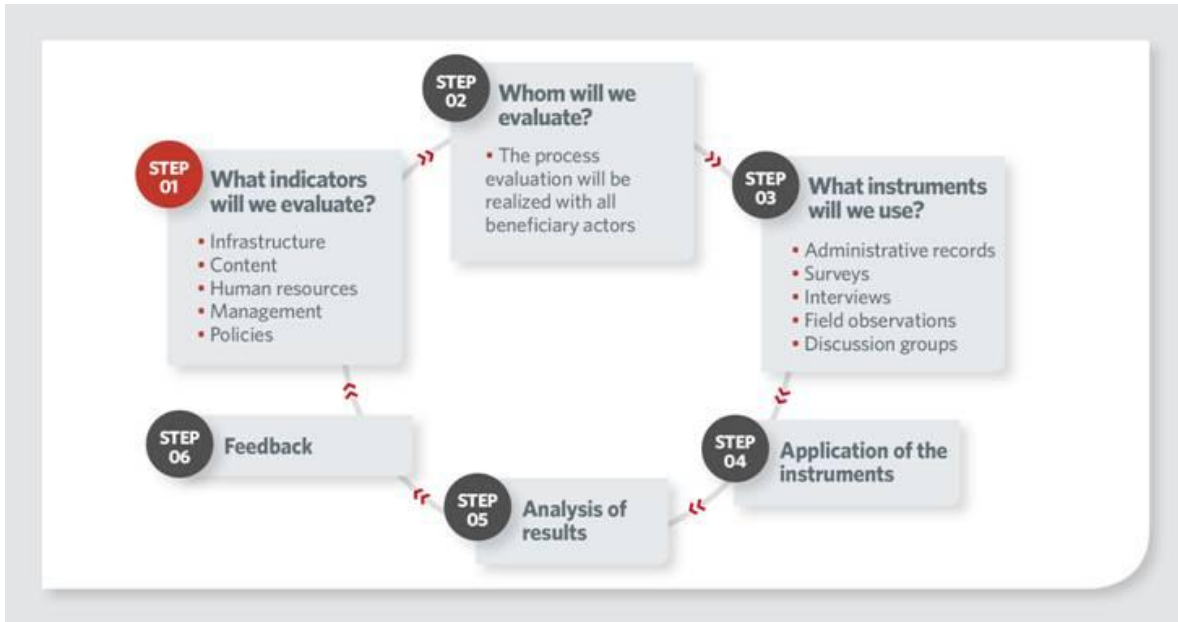 STEP
01
What indicators
will we evaluate?
• Infrastructure
• Content
• Human resources
• Management
• Policies
STEP
02
Whom will we
evaluate?
• The process
evaluation will be
realized with all
beneficiary actors
STEP
03
What instruments
will we use?
• Administrative records
• Surveys
• Interviews
• Field observations
• Discussion groups
STEP
04
Application of the
instruments
STEP
05
Analysis of
results
STEP
06
Feedback